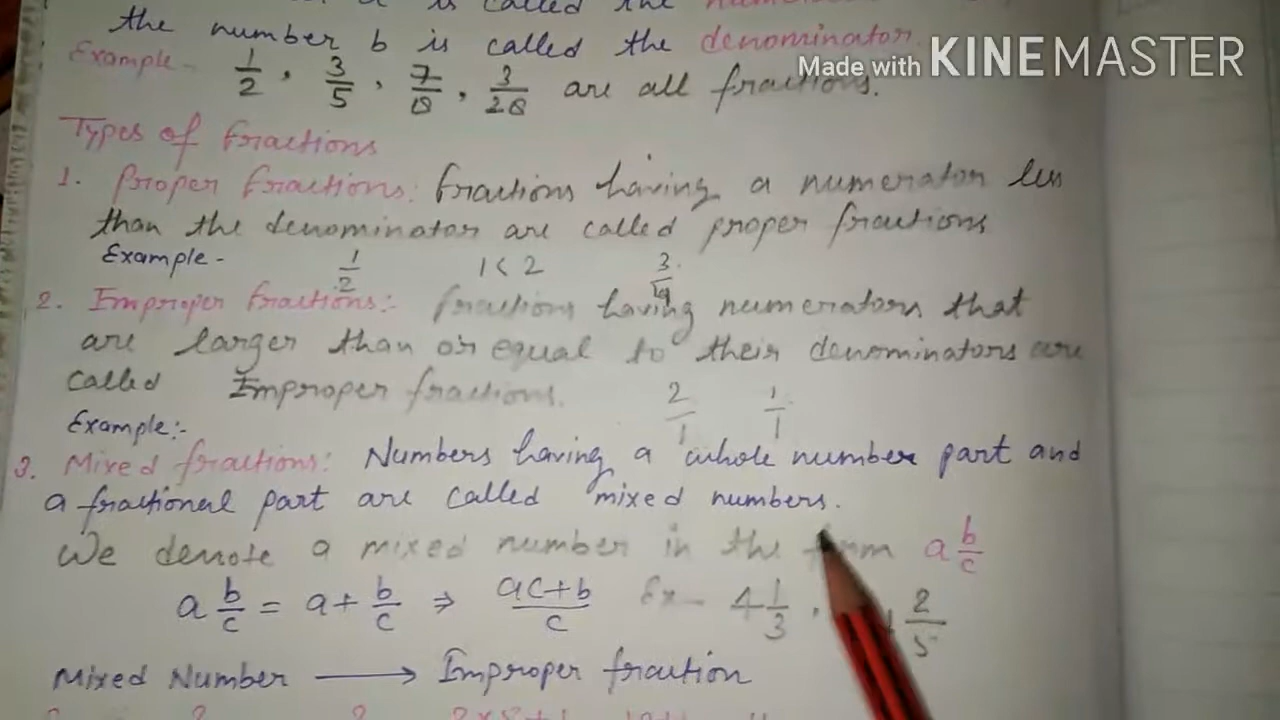 is called the
the number b is called the denominator.
Made with KINEMASTER
Example - 1/2, 3/5, 7/8, 3/28 are all fractions.
Types of fractions
1. Proper fractions: fractions having a numerator less
than the denominator are called proper fractions
Example - 1/2 1 < 2 3/19
2. Improper fractions:- fractions having numerators that
are larger than or equal to their denominators are
called Improper fractions.
Example:- 2/1 1/1
3. Mixed fractions: Numbers having a whole number part and
a fractional part are called mixed numbers.
We denote a mixed number in the form a b/c
a b/c = a + b/c ⇒ ac+b/c Ex- 4 1/3, 2/5
Mixed Number ⟶ Improper fraction